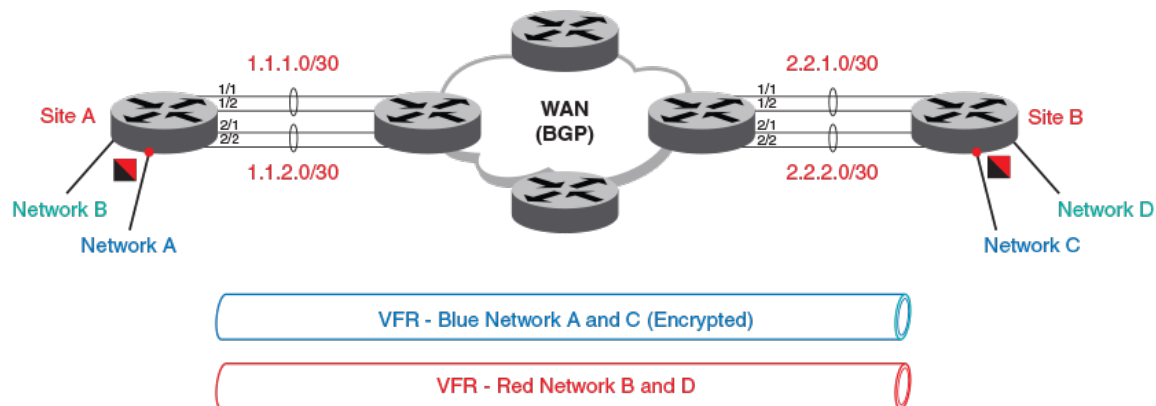 1.1.1.0/30
2.2.1.0/30
1/1
1/2
2/1
2/2
1/1
1/2
2/1
2/2
Site A
WAN
(BGP)
Site B
1.1.2.0/30
2.2.2.0/30
Network B
Network A
Network D
Network C
VFR - Blue Network A and C (Encrypted)
VFR - Red Network B and D